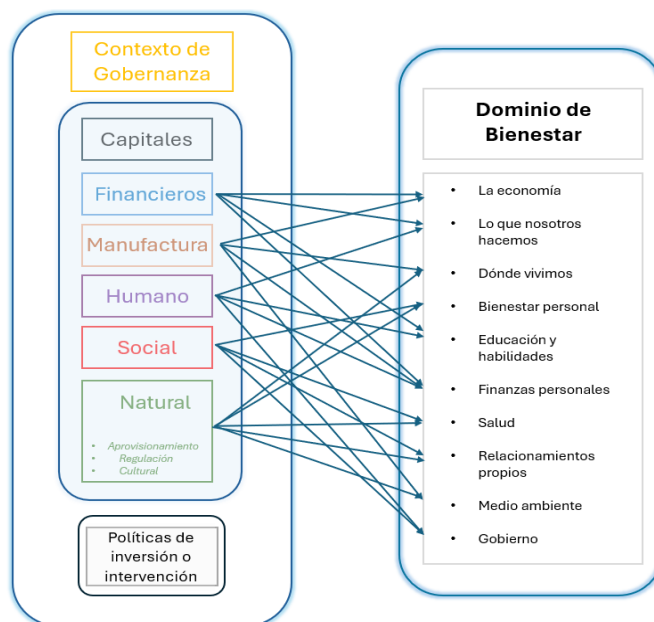 Contexto de
Gobernanza
Capitales
Financieros
Manufactura
Humano
Social
Natural
• Aprovisionamiento
• Regulación
• Cultural
Políticas de
inversión o
intervención
Dominio de
Bienestar
• La economía
• Lo que nosotros
hacemos
• Dónde vivimos
• Bienestar personal
• Educación y
habilidades
• Finanzas personales
• Salud
• Relacionamientos
propios
• Medio ambiente
• Gobierno